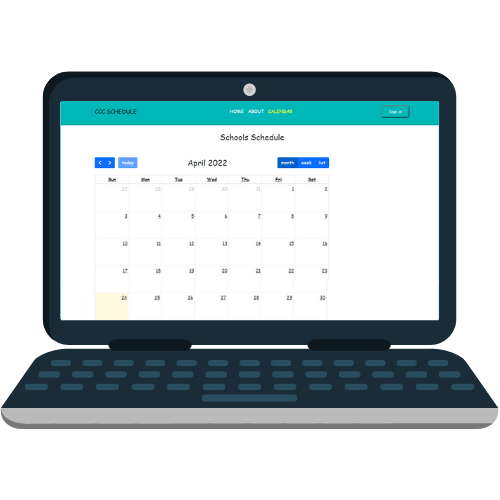 CGC SCHEDULE HOME ABOUT CALENDAR Sign in
Schools Schedule
today April 2022 month week list
Sun Mon Tue Wed Thu Fri Sat
27 28 29 30 31 1 2
3 4 5 6 7 8 9
10 11 12 13 14 15 16
17 18 19 20 21 22 23
24 25 26 27 28 29 30